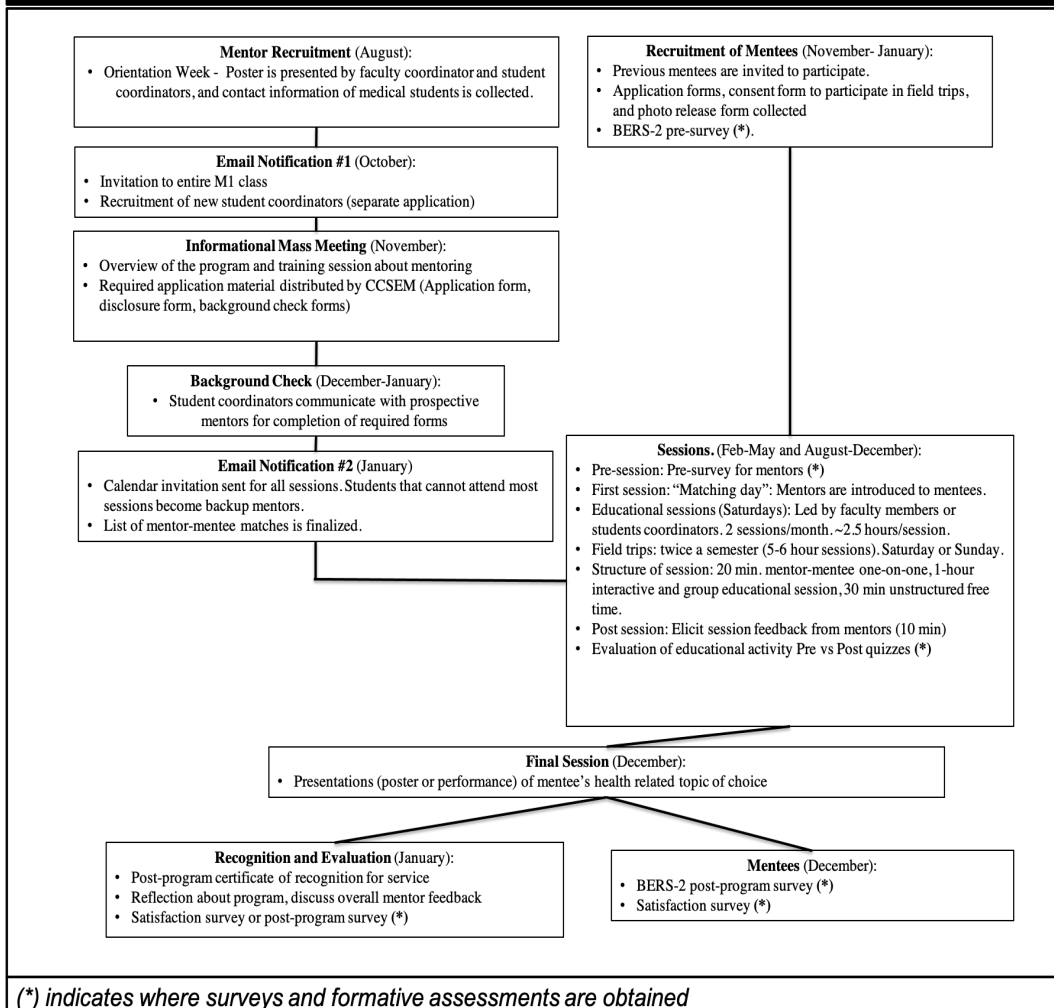 Mentor Recruitment (August):
• Orientation Week - Poster is presented by faculty coordinator and student
coordinators, and contact information of medical students is collected.
Recruitment of Mentees (November- January):
• Previous mentees are invited to participate.
• Application forms, consent form to participate in field trips,
and photo release form collected
• BERS-2 pre-survey (*).
Email Notification #1 (October):
• Invitation to entire M1 class
• Recruitment of new student coordinators (separate application)
Informational Mass Meeting (November):
• Overview of the program and training session about mentoring
• Required application material distributed by CCSEM (Application form,
disclosure form, background check forms)
Background Check (December-January):
• Student coordinators communicate with prospective
mentors for completion of required forms
Email Notification #2 (January)
• Calendar invitation sent for all sessions. Students that cannot attend most
sessions become backup mentors.
• List of mentor-mentee matches is finalized.
Sessions. (Feb-May and August-December):
• Pre-session: Pre-survey for mentors (*)
• First session: “Matching day”: Mentors are introduced to mentees.
• Educational sessions (Saturdays): Led by faculty members or
students coordinators. 2 sessions/month. ~2.5 hours/session.
• Field trips: twice a semester (5-6 hour sessions). Saturday or Sunday.
• Structure of session: 20 min. mentor-mentee one-on-one, 1-hour
interactive and group educational session, 30 min unstructured free
time.
• Post session: Elicit session feedback from mentors (10 min)
• Evaluation of educational activity Pre vs Post quizzes (*)
Final Session (December):
• Presentations (poster or performance) of mentee’s health related topic of choice
Recognition and Evaluation (January):
• Post-program certificate of recognition for service
• Reflection about program, discuss overall mentor feedback
• Satisfaction survey or post-program survey (*)
Mentees (December):
• BERS-2 post-program survey (*)
• Satisfaction survey (*)
(*) indicates where surveys and formative assessments are obtained